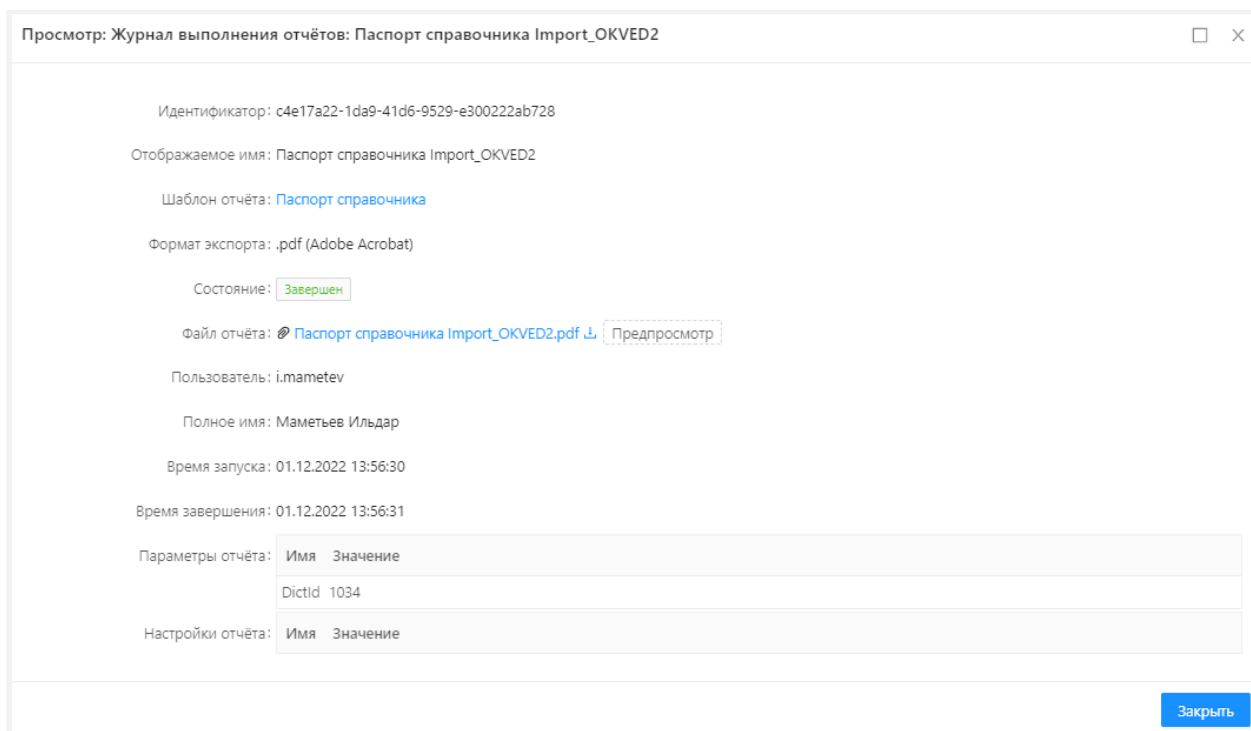 Просмотр: Журнал выполнения отчётов: Паспорт справочника Import_OKVED2
Идентификатор: c4e17a22-1da9-41d6-9529-e300222ab728
Отображаемое имя: Паспорт справочника Import_OKVED2
Шаблон отчёта: Паспорт справочника
Формат экспорта: .pdf (Adobe Acrobat)
Состояние: Завершен
Файл отчёта: Паспорт справочника Import_OKVED2.pdf Предпросмотр
Пользователь: i.mametev
Полное имя: Маметьев Ильдар
Время запуска: 01.12.2022 13:56:30
Время завершения: 01.12.2022 13:56:31
Параметры отчёта: Имя Значение
DictId 1034
Настройки отчёта: Имя Значение
Закрыть